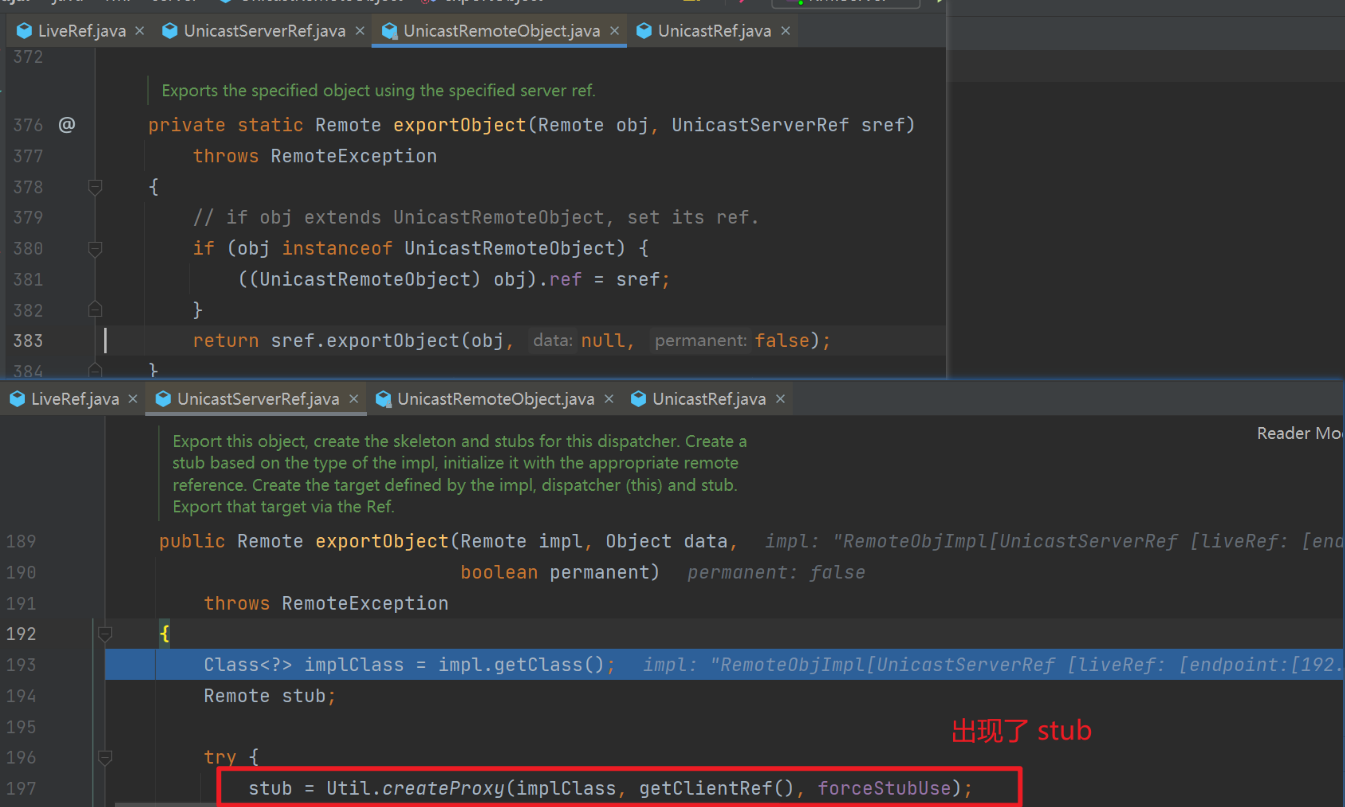 LiveRef.java × UnicastServerRef.java × UnicastRemoteObject.java × UnicastRef.java ×
372
Exports the specified object using the specified server ref.
376 @ private static Remote exportObject(Remote obj, UnicastServerRef sref)
377 throws RemoteException
378 {
379 // if obj extends UnicastRemoteObject, set its ref.
380 if (obj instanceof UnicastRemoteObject) {
381 ((UnicastRemoteObject) obj).ref = sref;
382 }
383 return sref.exportObject(obj, data: null, permanent: false);
384 }
LiveRef.java × UnicastServerRef.java × UnicastRemoteObject.java × UnicastRef.java ×
Reader Mo
Export this object, create the skeleton and stubs for this dispatcher. Create a
stub based on the type of the impl, initialize it with the appropriate remote
reference. Create the target defined by the impl, dispatcher (this) and stub.
Export that target via the Ref.
189 public Remote exportObject(Remote impl, Object data, impl: "RemoteObjImpl[UnicastServerRef [liveRef: [end
190 boolean permanent) permanent: false
191 throws RemoteException
192 {
193 Class<?> implClass = impl.getClass(); impl: "RemoteObjImpl[UnicastServerRef [liveRef: [endpoint:[192.
194 Remote stub;
195
出现了 stub
196 try {
197 stub = Util.createProxy(implClass, getClientRef(), forceStubUse);